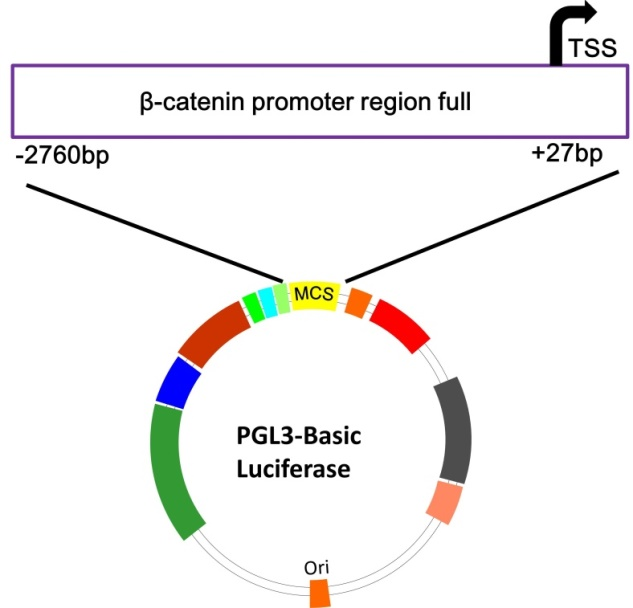 TSS
β-catenin promoter region full
-2760bp
+27bp
MCS
PGL3-Basic
Luciferase
Ori